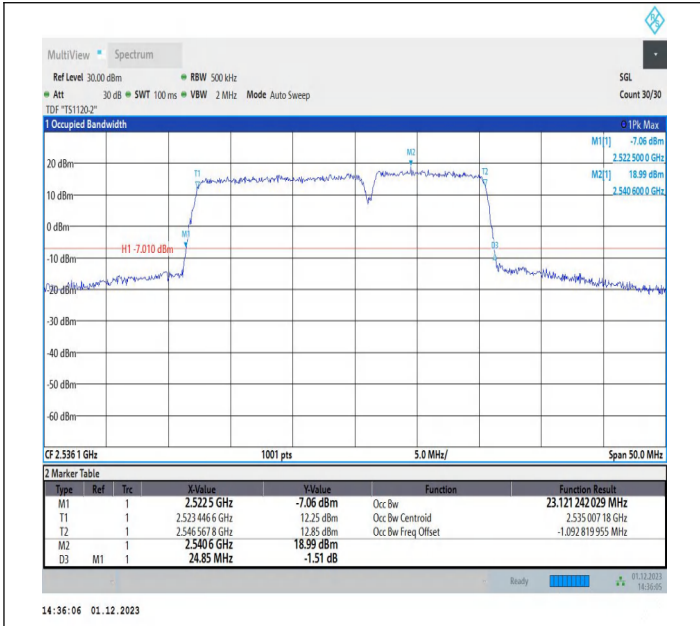 MultiView Spectrum
Ref Level 30.00 dBm RBW 500 kHz SGL
Att 30 dB SWT 100 ms VBW 2 MHz Mode Auto Sweep Count 30/30
TDF "TS1120-2"
1 Occupied Bandwidth 1Pk Max
M1[1] -7.06 dBm
2.522 500 0 GHz
M2[1] 18.99 dBm
2.540 600 0 GHz
M2
20 dBm
T1 T2
10 dBm
0 dBm
M1
H1 -7.010 dBm D3
-10 dBm
-20 dBm
-30 dBm
-40 dBm
-50 dBm
-60 dBm
CF 2.536 1 GHz 1001 pts 5.0 MHz/ Span 50.0 MHz
2 Marker Table
Type Ref Trc X-Value Y-Value Function Function Result
M1 1 2.522 5 GHz -7.06 dBm Occ Bw 23.121 242 029 MHz
T1 1 2.523 446 6 GHz 12.25 dBm Occ Bw Centroid 2.535 007 18 GHz
T2 1 2.546 567 8 GHz 12.85 dBm Occ Bw Freq Offset -1.092 819 955 MHz
M2 1 2.540 6 GHz 18.99 dBm
D3 M1 1 24.85 MHz -1.51 dB
Ready 01.12.2023
14:36:05
14:36:06 01.12.2023